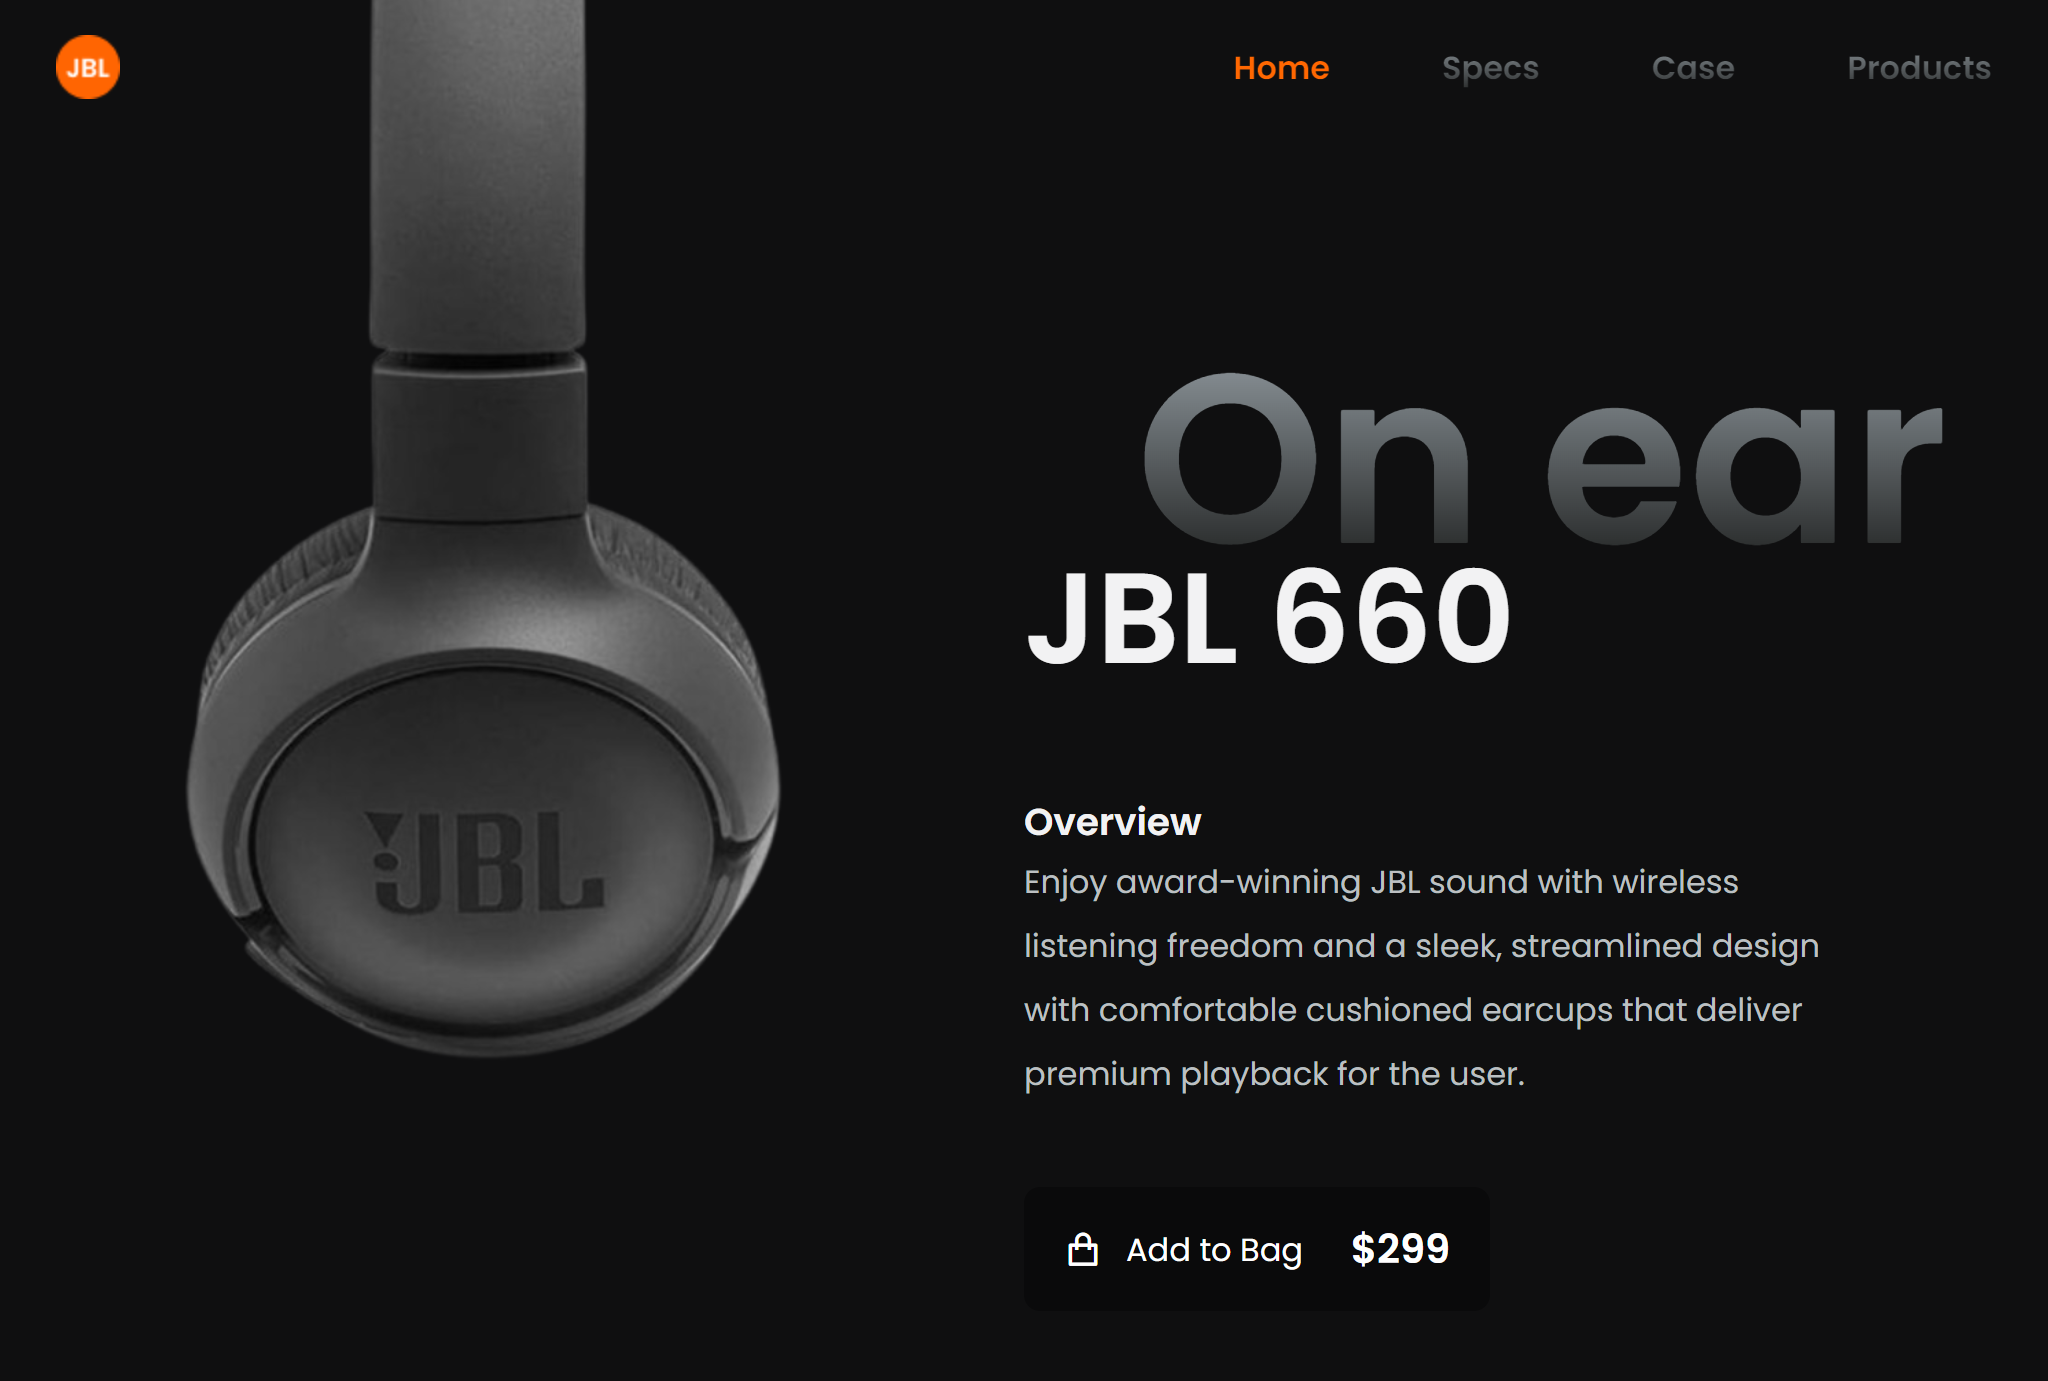 JBL
Home
Specs
Case
Products
On ear
JBL 660
JBL
Overview
Enjoy award-winning JBL sound with wireless
listening freedom and a sleek, streamlined design
with comfortable cushioned earcups that deliver
premium playback for the user.
Add to Bag
$299